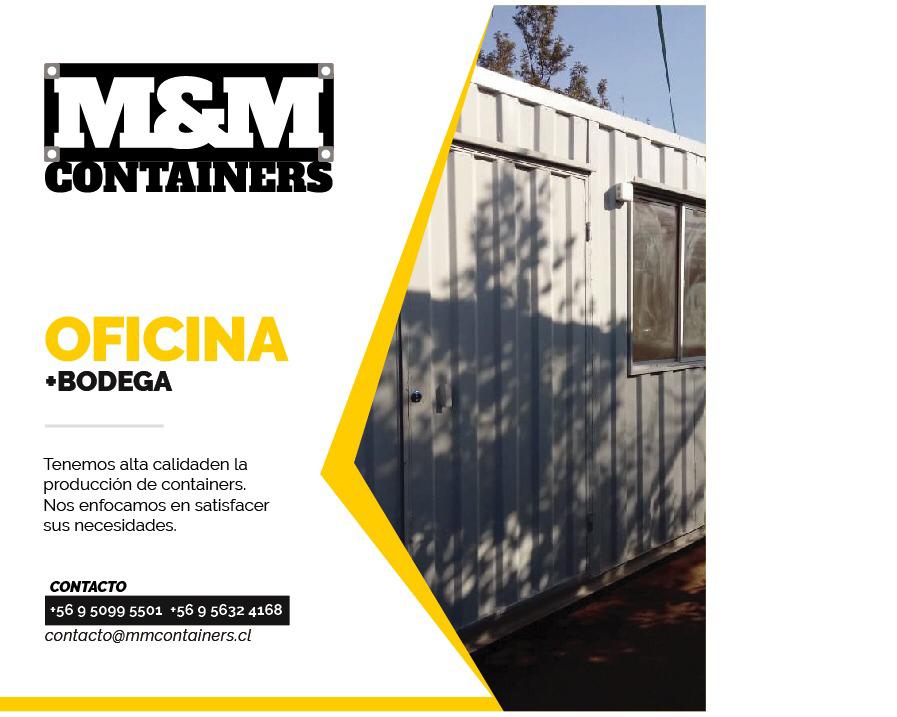 M&M
CONTAINERS
OFICINA
+BODEGA
Tenemos alta calidaden la
producción de containers.
Nos enfocamos en satisfacer
sus necesidades.
CONTACTO
+56 9 5099 5501 +56 9 5632 4168
contacto@mmcontainers.cl